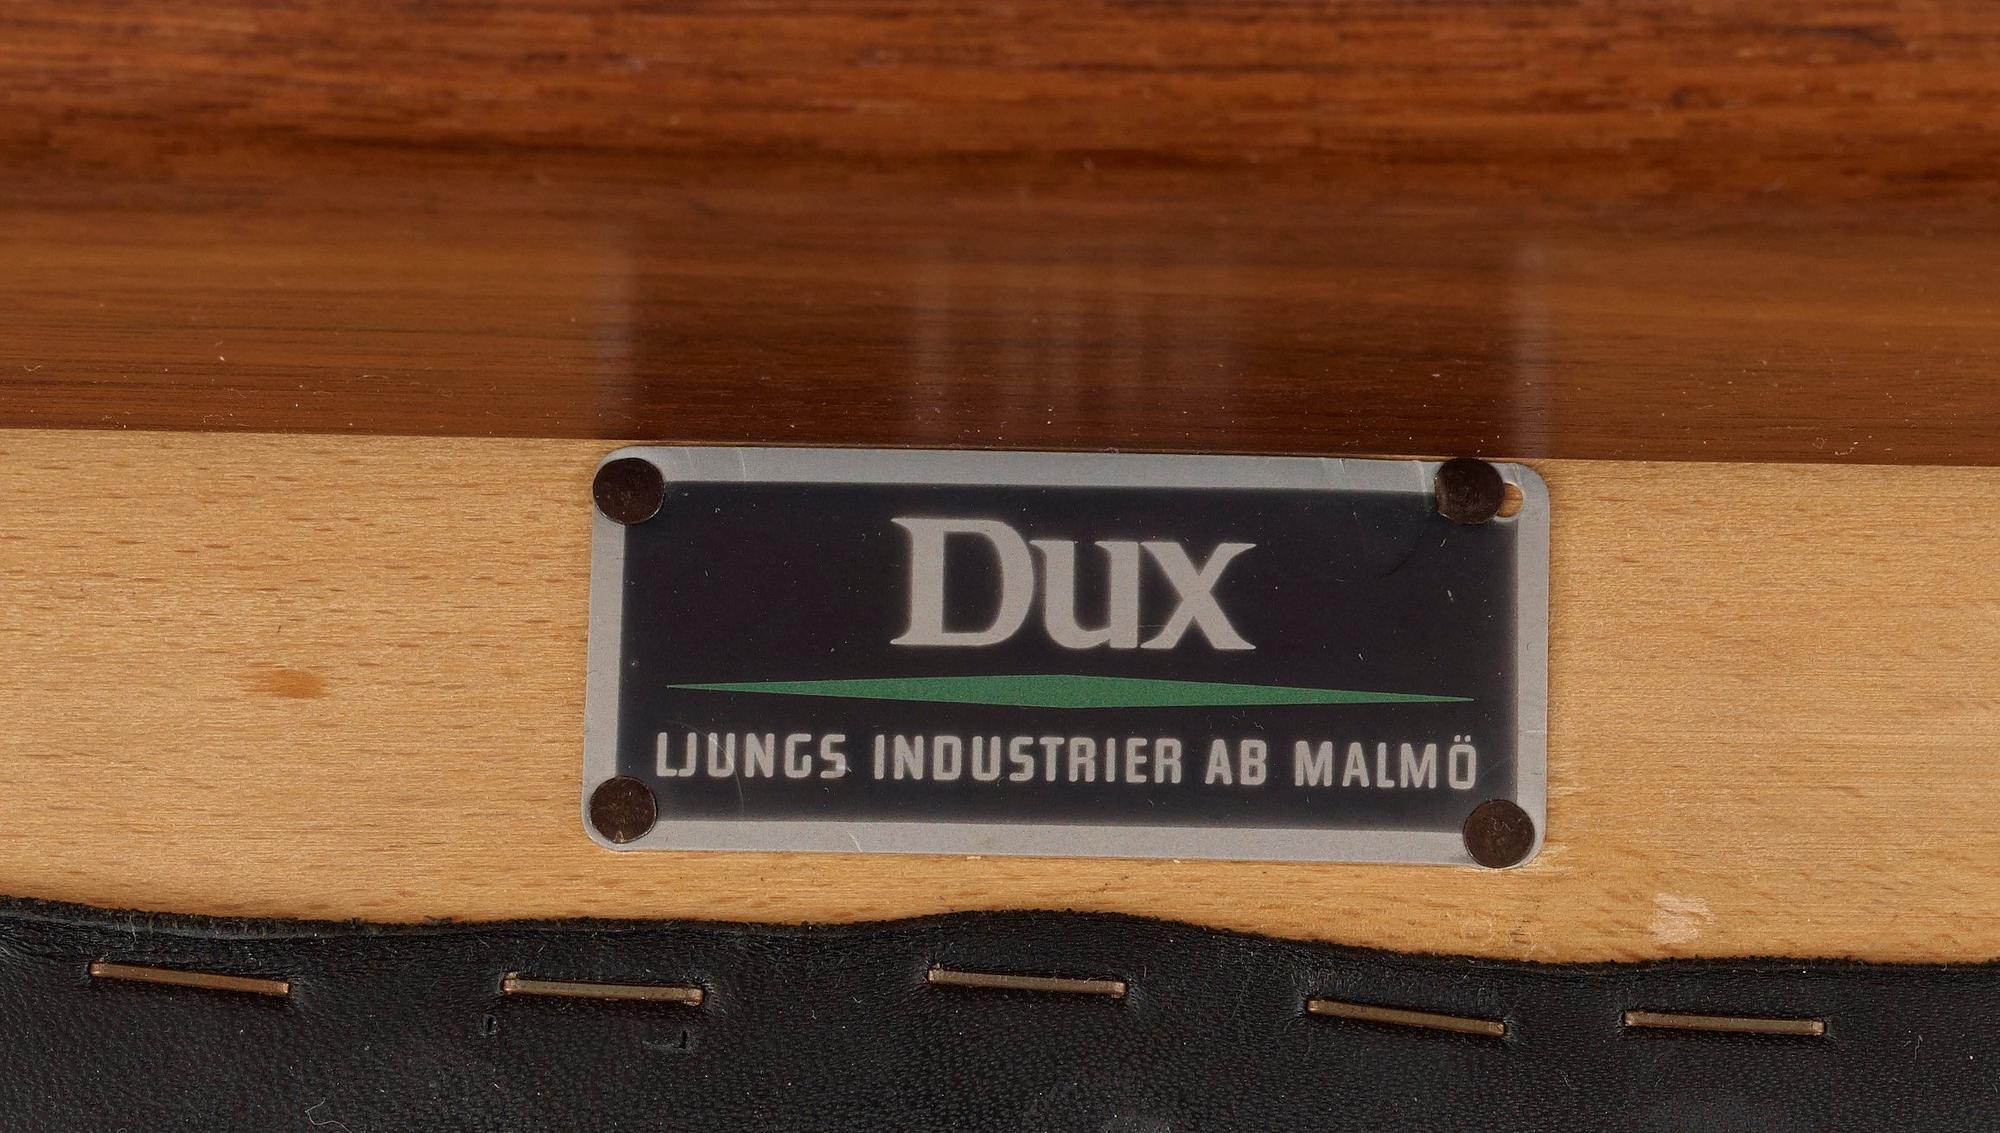 Dux
LJUNGS INDUSTRIER AB MALMÖ